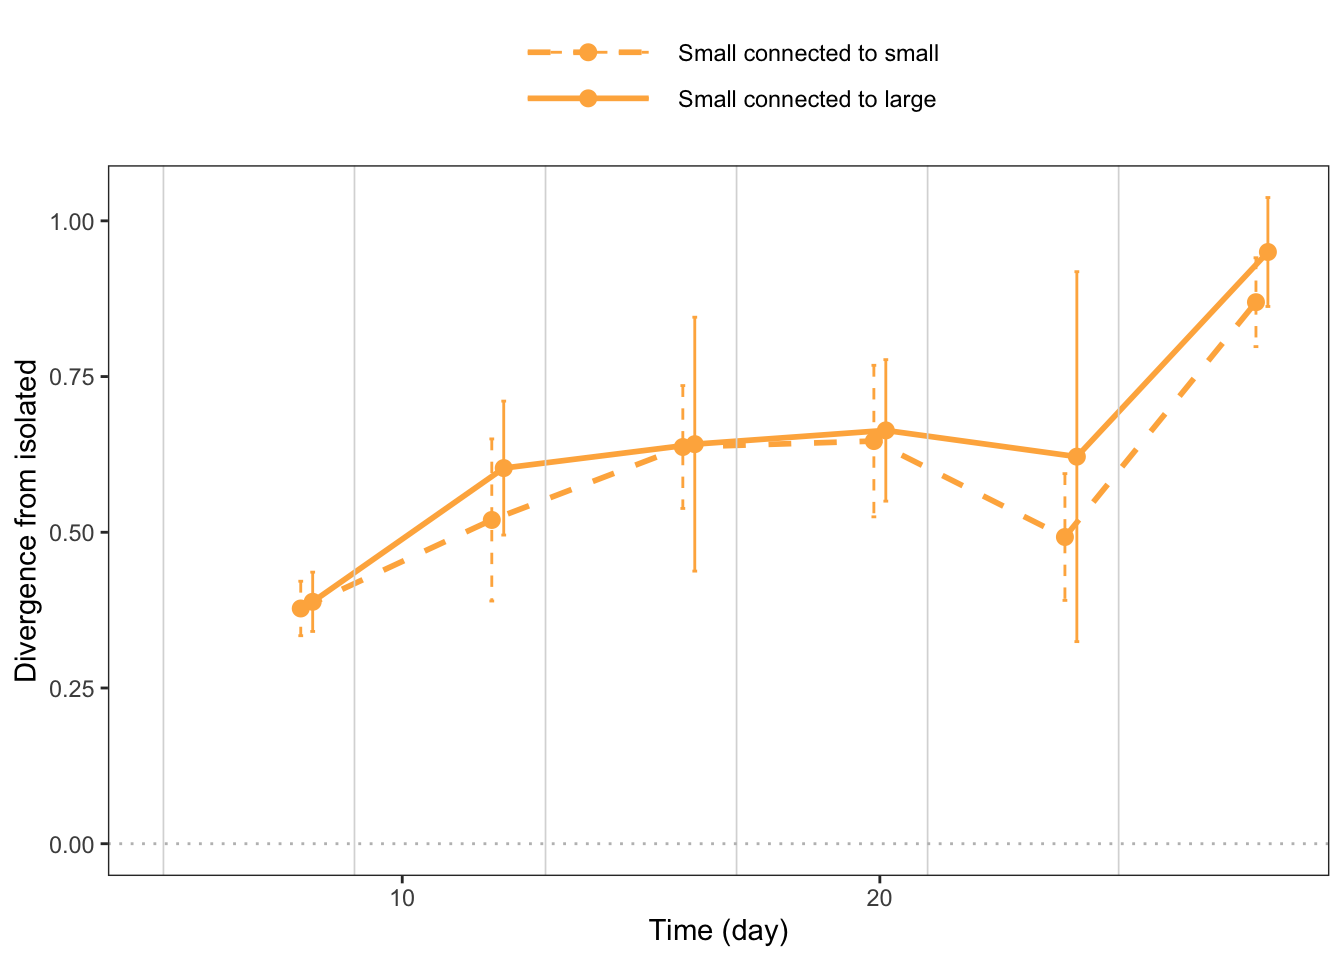 Small connected to small
Small connected to large
Divergence from isolated
1.00
0.75
0.50
0.25
0.00
10 20
Time (day)